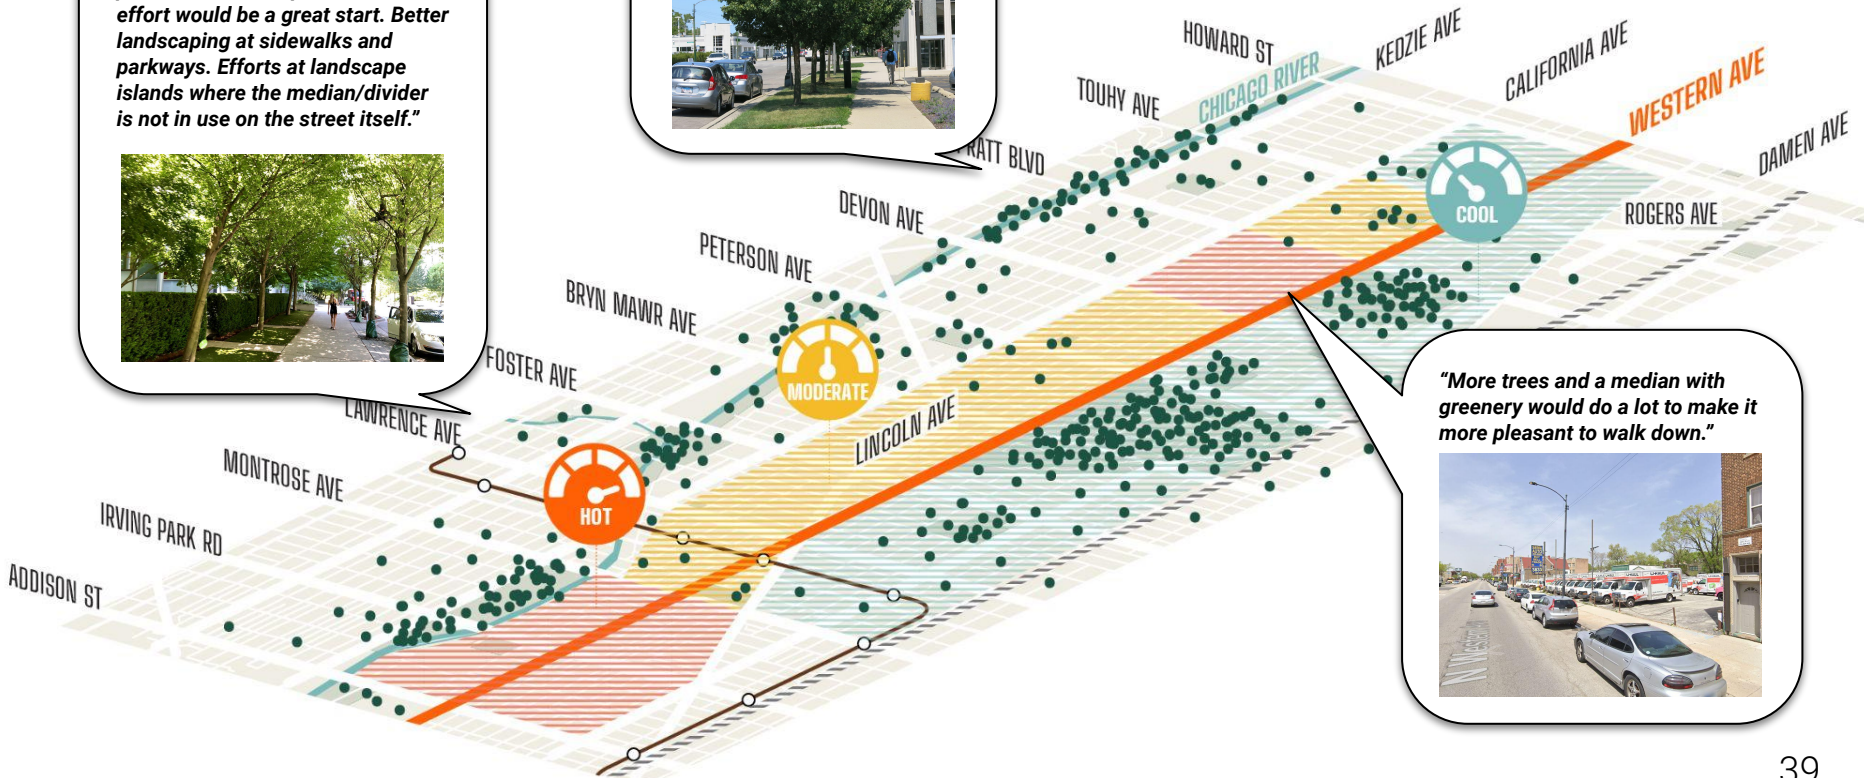 effort would be a great start. Better
landscaping at sidewalks and
parkways. Efforts at landscape
islands where the median/divider
is not in use on the street itself.”
HOWARD ST
KEDZIE AVE
CALIFORNIA AVE
WESTERN AVE
DAMEN AVE
TOUHY AVE
CHICAGO RIVER
PRATT BLVD
DEVON AVE
ROGERS AVE
COOL
PETERSON AVE
BRYN MAWR AVE
FOSTER AVE
MODERATE
LINCOLN AVE
LAWRENCE AVE
MONTROSE AVE
HOT
IRVING PARK RD
ADDISON ST
“More trees and a median with
greenery would do a lot to make it
more pleasant to walk down.”
N Western Ave
39